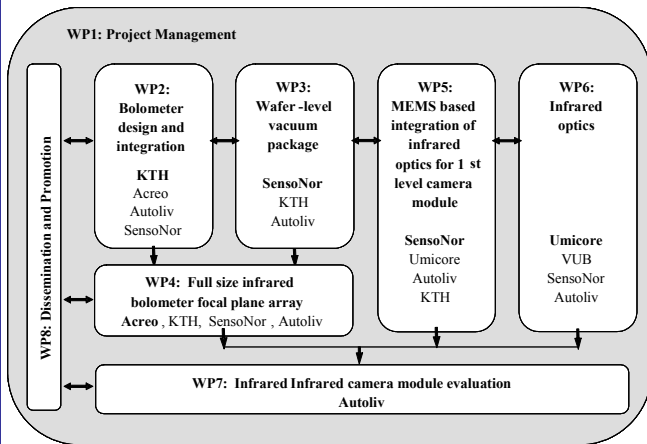 WP1: Project Management
WP8: Dissemination and Promotion
WP2:
Bolometer
design and
integration
KTH
Acreo
Autoliv
SensoNor
WP3:
Wafer -level
vacuum
package
SensoNor
KTH
Autoliv
WP5:
MEMS based
integration of
infrared
optics for 1 st
level camera
module
SensoNor
Umicore
Autoliv
KTH
WP6:
Infrared
optics
Umicore
VUB
SensoNor
Autoliv
WP4: Full size infrared
bolometer focal plane array
Acreo , KTH, SensoNor , Autoliv
WP7: Infrared Infrared camera module evaluation
Autoliv